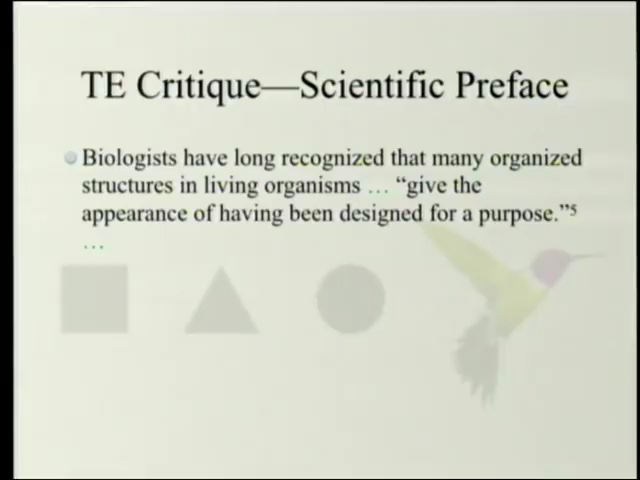 TE Critique—Scientific Preface
Biologists have long recognized that many organized
structures in living organisms … “give the
appearance of having been designed for a purpose.”⁵
…